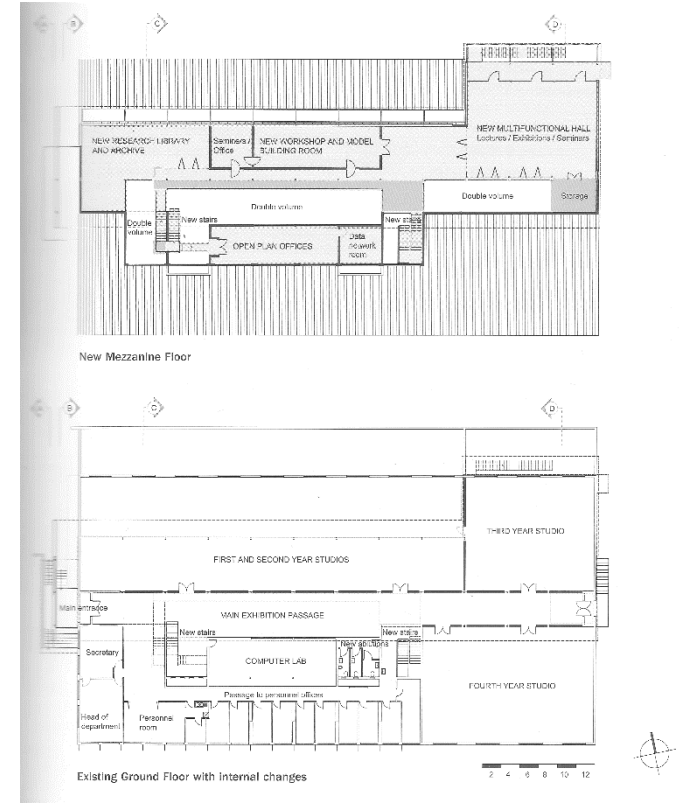 B
C
D
NEW RESEARCH LIBRARY
AND ARCHIVE
Seminars /
Office
NEW WORKSHOP AND MODEL
BUILDING ROOM
NEW MULTIFUNCTIONAL HALL
Lectures / Exhibitions / Seminars
Double volume
Double volume
Storage
Double
volume
New stairs
New stairs
OPEN PLAN OFFICES
Data
network
room
New Mezzanine Floor
B
C
D
THIRD YEAR STUDIO
FIRST AND SECOND YEAR STUDIOS
Main entrance
MAIN EXHIBITION PASSAGE
New stairs
New ablutions
New stairs
Secretary
COMPUTER LAB
Passage to personnel offices
FOURTH YEAR STUDIO
Head of
department
Personnel
room
Existing Ground Floor with internal changes
2 4 6 8 10 12